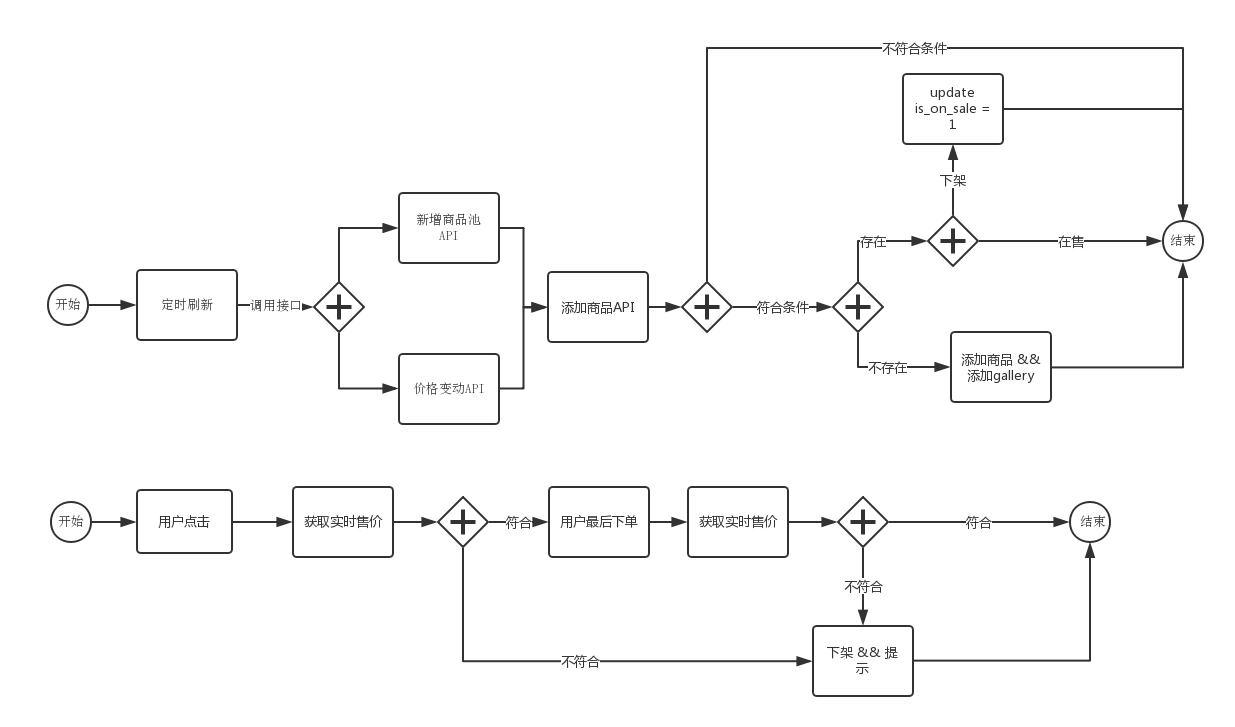 不符合条件
update
is_on_sale =
1
下架
新增商品池
API
存在
在售
结束
开始
定时刷新
调用接口
添加商品API
符合条件
不存在
添加商品 &&
添加gallery
价格变动API
开始
用户点击
获取实时售价
符合
用户最后下单
获取实时售价
符合
结束
不符合
不符合
下架 && 提
示